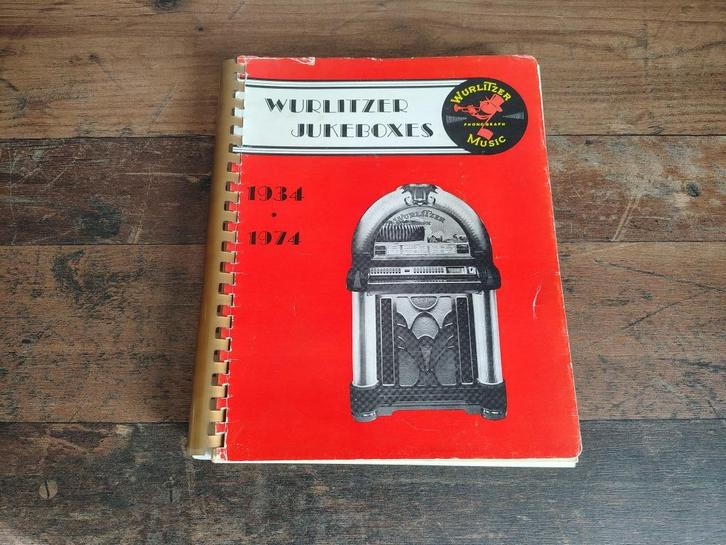 WURLITZER
JUKEBOXES
WURLITZER
PHONOGRAPH
MUSIC
1934
•
1974
WURLITZER